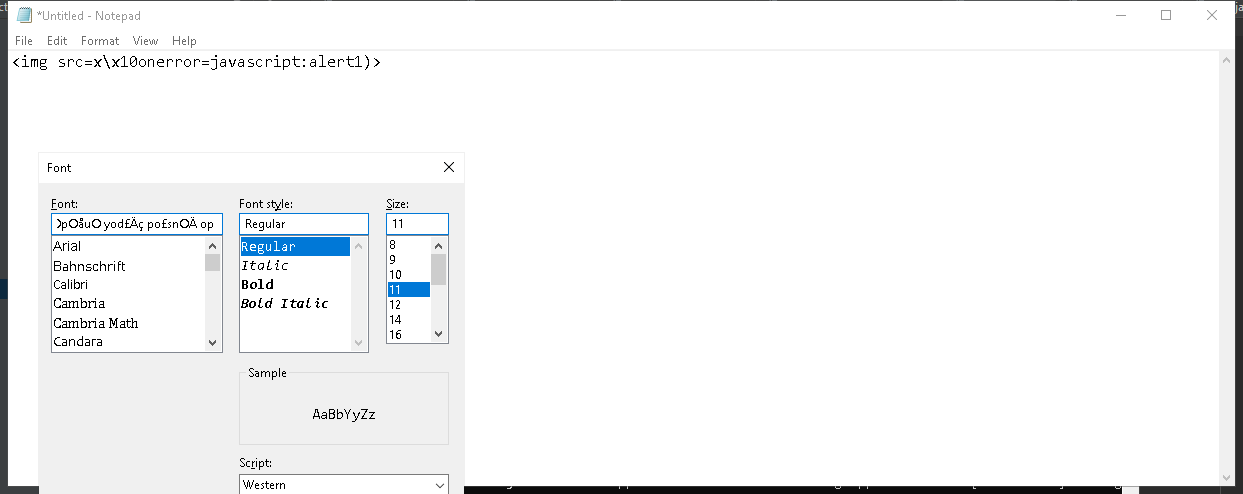 *Untitled - Notepad
File Edit Format View Help
<img src=x\x10onerror=javascript:alert1)>
Font
Font: Font style: Size:
yod£Äç po£snOÄ op Regular 11
Arial Regular 8
Bahnschrift Italic 9
Calibri Bold 10
Cambria Bold Italic 11
Cambria Math 12
Candara 14
16
Sample
AaBbYyZz
Script:
Western